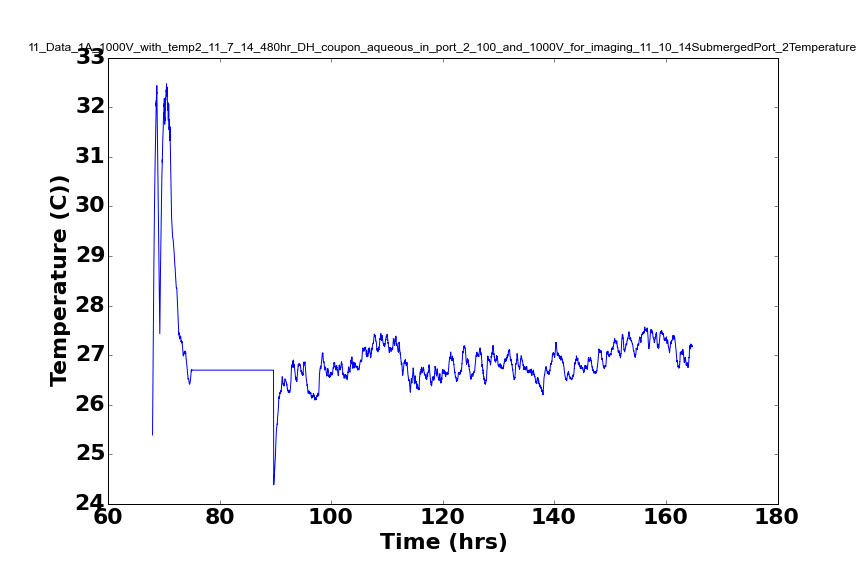 11_Data_1A_1000V_with_temp2_11_7_14_480hr_DH_coupon_aqueous_in_port_2_100_and_1000V_for_imaging_11_10_14SubmergedPort_2Temperature
33
32
31
30
29
28
27
26
25
24
Temperature (C))
60 80 100 120 140 160 180
Time (hrs)